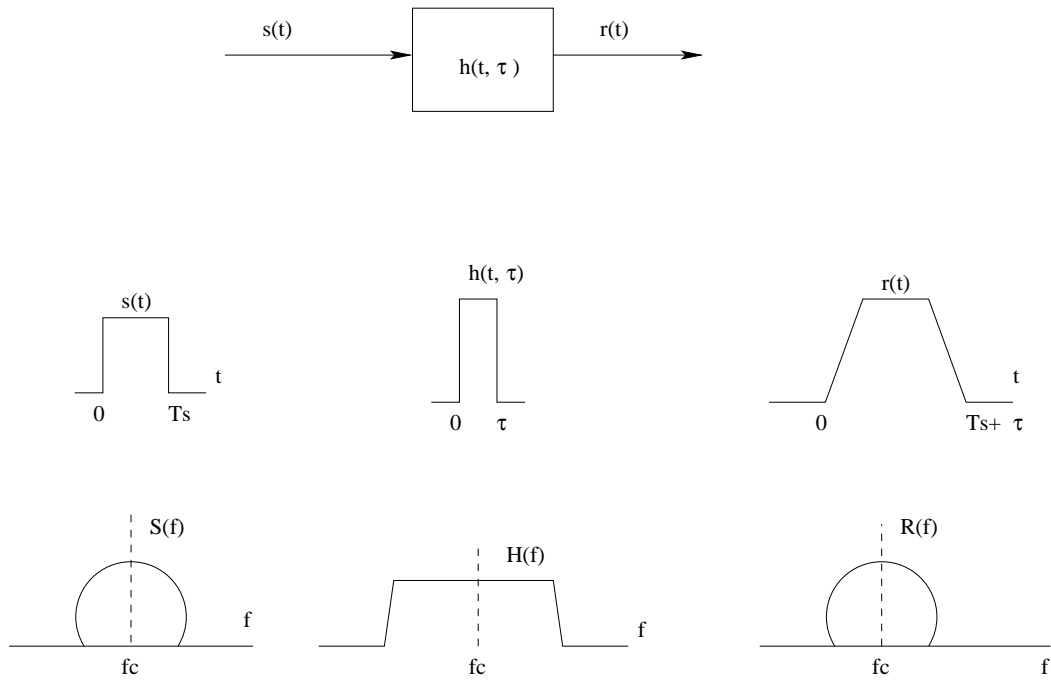 s(t)
r(t)
h(t, τ )
h(t, τ)
s(t)
r(t)
t
t
0
Ts
0
τ
0
Ts+ τ
S(f)
H(f)
R(f)
f
f
fc
fc
fc
f